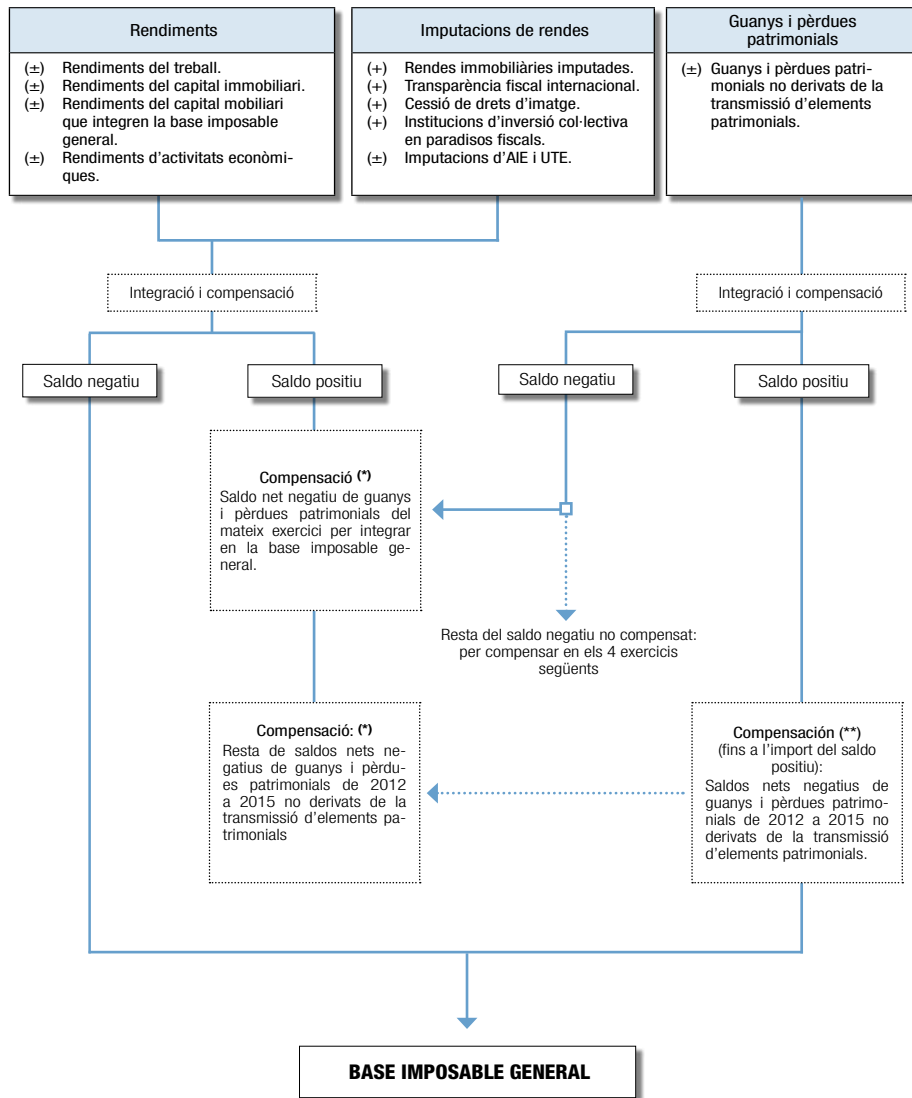 Rendiments
(±) Rendiments del treball.
(±) Rendiments del capital immobiliari.
(±) Rendiments del capital mobiliari
que integren la base imposable
general.
(±) Rendiments d'activitats econòmi-
ques.
Imputacions de rendes
(+) Rendes immobiliàries imputades.
(+) Transparència fiscal internacional.
(+) Cessió de drets d'imatge.
(+) Institucions d'inversió col·lectiva
en paradisos fiscals.
(±) Imputacions d'AIE i UTE.
Guanys i pèrdues
patrimonials
(±) Guanys i pèrdues patri-
monials no derivats de la
transmissió d'elements
patrimonials.
Integració i compensació
Integració i compensació
Saldo negatiu
Saldo positiu
Saldo negatiu
Saldo positiu
Compensació (*)
Saldo net negatiu de guanys
i pèrdues patrimonials del
mateix exercici per integrar
en la base imposable ge-
neral.
Resta del saldo negatiu no compensat:
per compensar en els 4 exercicis
següents
Compensació: (*)
Resta de saldos nets ne-
gatius de guanys i pèrdu-
es patrimonials de 2012
a 2015 no derivats de la
transmissió d'elements pa-
trimonials
Compensación (**)
(fins a l'import del saldo
positiu):
Saldos nets negatius de
guanys i pèrdues patrimo-
nials de 2012 a 2015 no
derivats de la transmissió
d'elements patrimonials.
BASE IMPOSABLE GENERAL